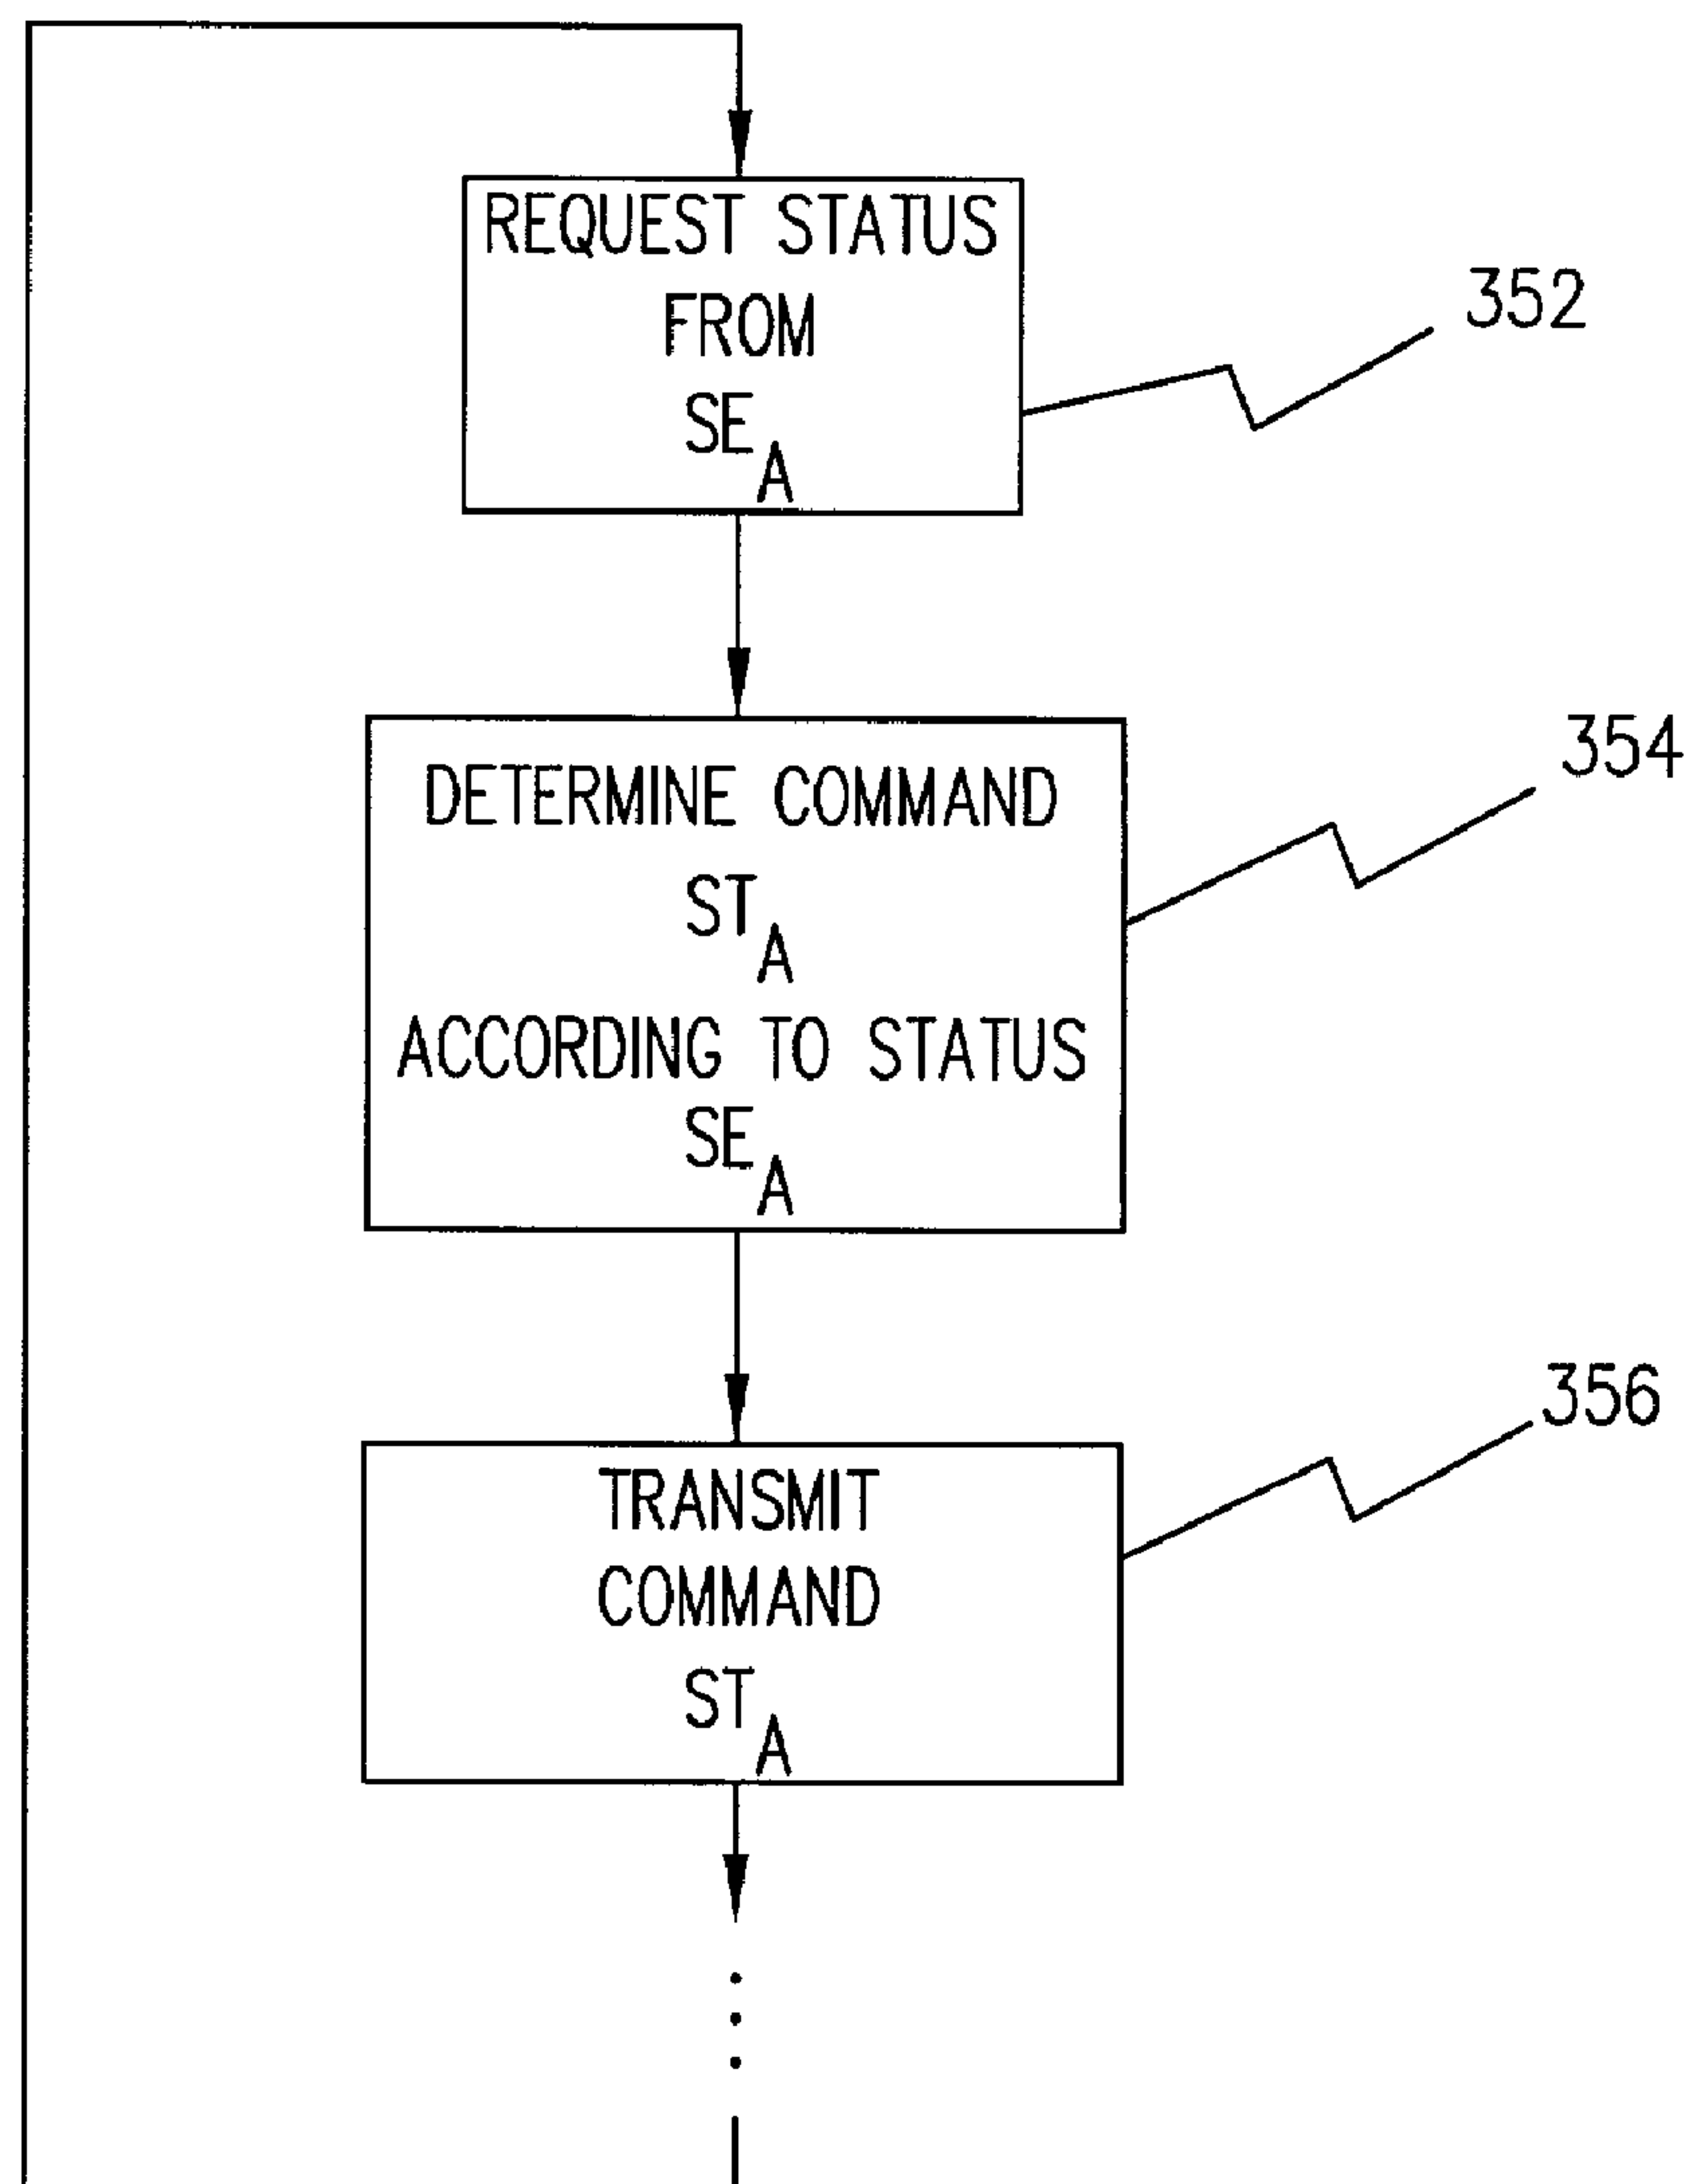 REQUEST STATUS
FROM
SE A
352
DETERMINE COMMAND
ST A
ACCORDING TO STATUS
SE A
354
TRANSMIT
COMMAND
ST A
356